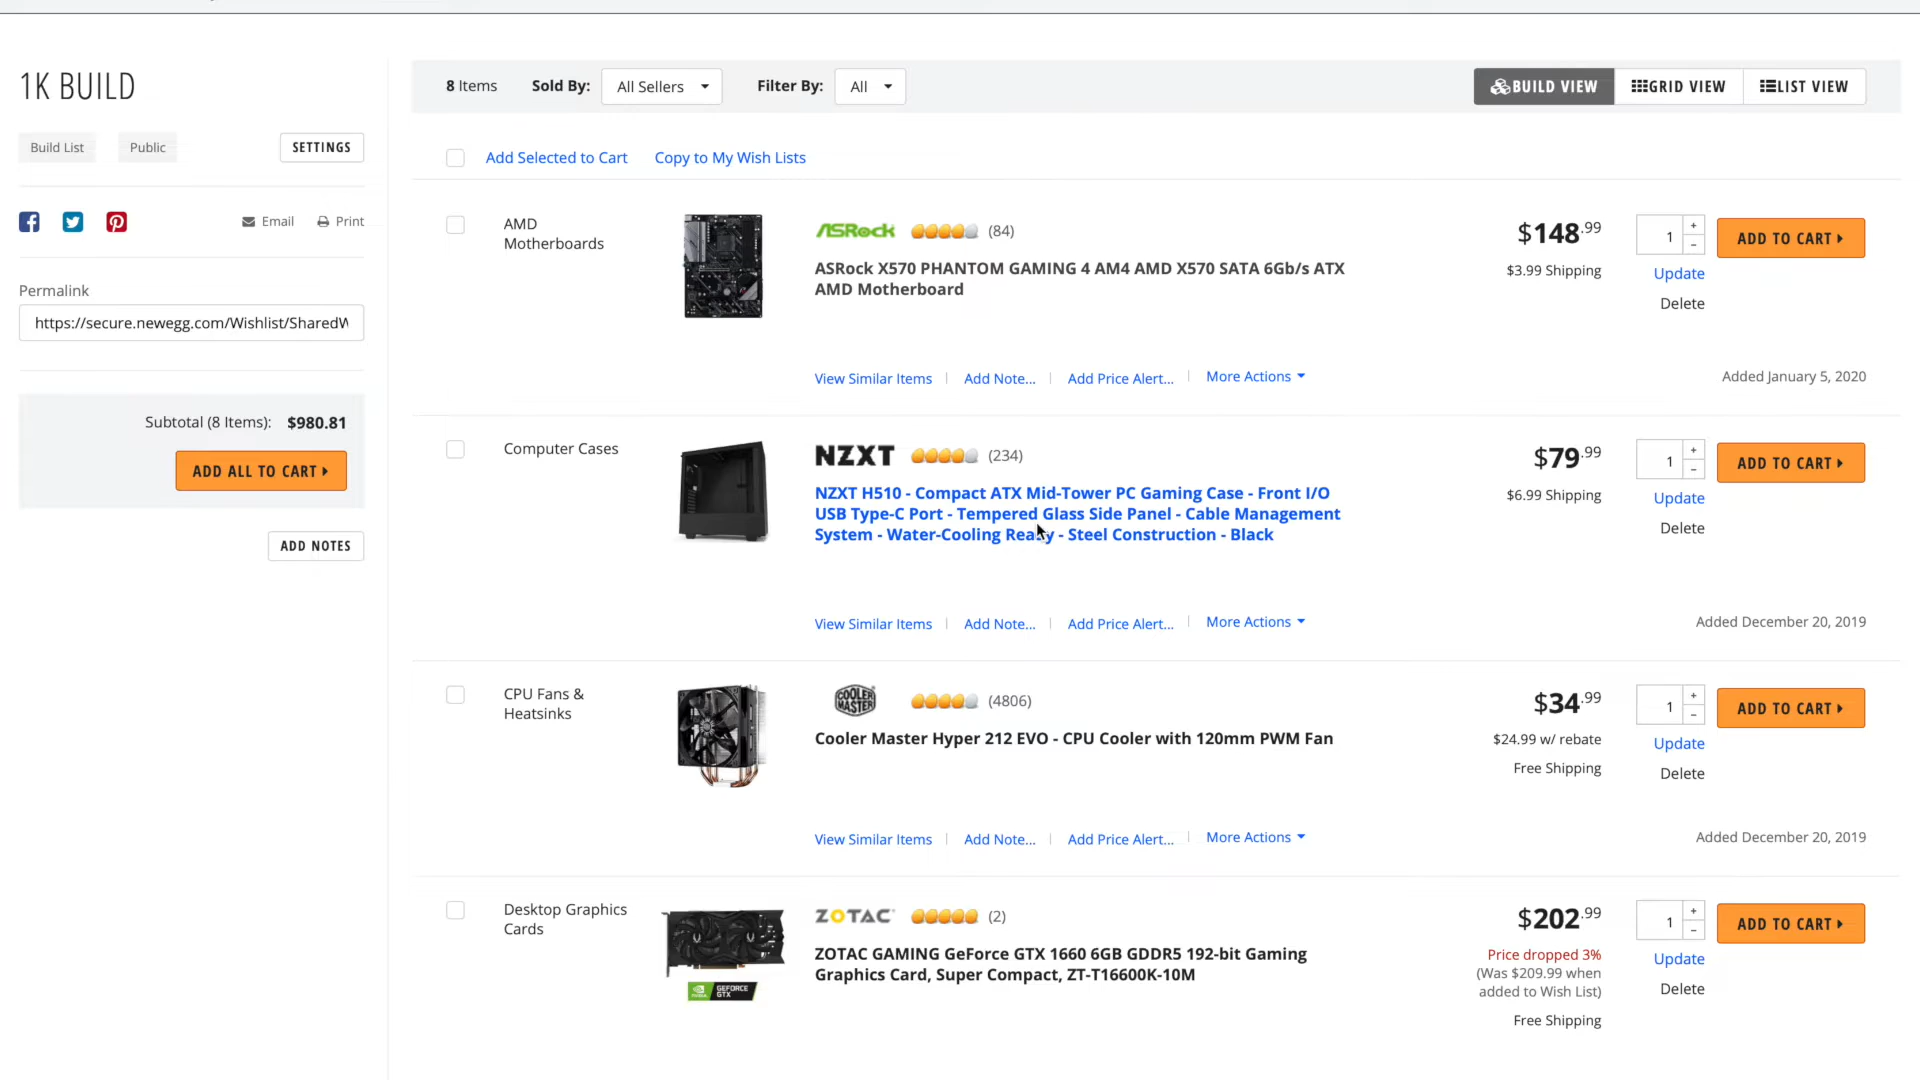 1K BUILD
Build List
Public
SETTINGS
Email
Print
Permalink
https://secure.newegg.com/Wishlist/SharedW
Subtotal (8 Items): $980.81
ADD ALL TO CART
ADD NOTES
8 Items
Sold By:
All Sellers
Filter By:
All
BUILD VIEW
GRID VIEW
LIST VIEW
Add Selected to Cart
Copy to My Wish Lists
AMD
Motherboards
ASRock
(84)
ASRock X570 PHANTOM GAMING 4 AM4 AMD X570 SATA 6Gb/s ATX
AMD Motherboard
$148.99
$3.99 Shipping
1
+
-
ADD TO CART
Update
Delete
View Similar Items
Add Note...
Add Price Alert...
More Actions
Added January 5, 2020
Computer Cases
NZXT
(234)
NZXT H510 - Compact ATX Mid-Tower PC Gaming Case - Front I/O
USB Type-C Port - Tempered Glass Side Panel - Cable Management
System - Water-Cooling Ready - Steel Construction - Black
$79.99
$6.99 Shipping
1
+
-
ADD TO CART
Update
Delete
View Similar Items
Add Note...
Add Price Alert...
More Actions
Added December 20, 2019
CPU Fans &
Heatsinks
COOLER
MASTER
(4806)
Cooler Master Hyper 212 EVO - CPU Cooler with 120mm PWM Fan
$34.99
$24.99 w/ rebate
Free Shipping
1
+
-
ADD TO CART
Update
Delete
View Similar Items
Add Note...
Add Price Alert...
More Actions
Added December 20, 2019
Desktop Graphics
Cards
GEFORCE
GTX
ZOTAC
(2)
ZOTAC GAMING GeForce GTX 1660 6GB GDDR5 192-bit Gaming
Graphics Card, Super Compact, ZT-T16600K-10M
$202.99
Price dropped 3%
(Was $209.99 when
added to Wish List)
Free Shipping
1
+
-
ADD TO CART
Update
Delete